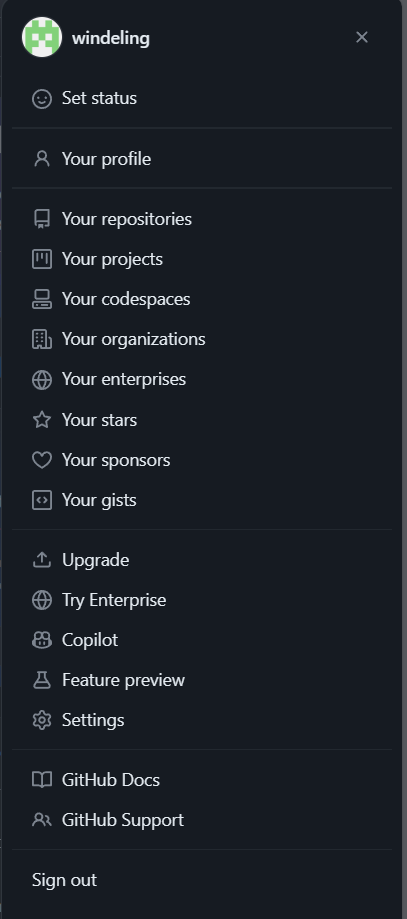 windeling
Set status
Your profile
Your repositories
Your projects
Your codespaces
Your organizations
Your enterprises
Your stars
Your sponsors
Your gists
Upgrade
Try Enterprise
Copilot
Feature preview
Settings
GitHub Docs
GitHub Support
Sign out